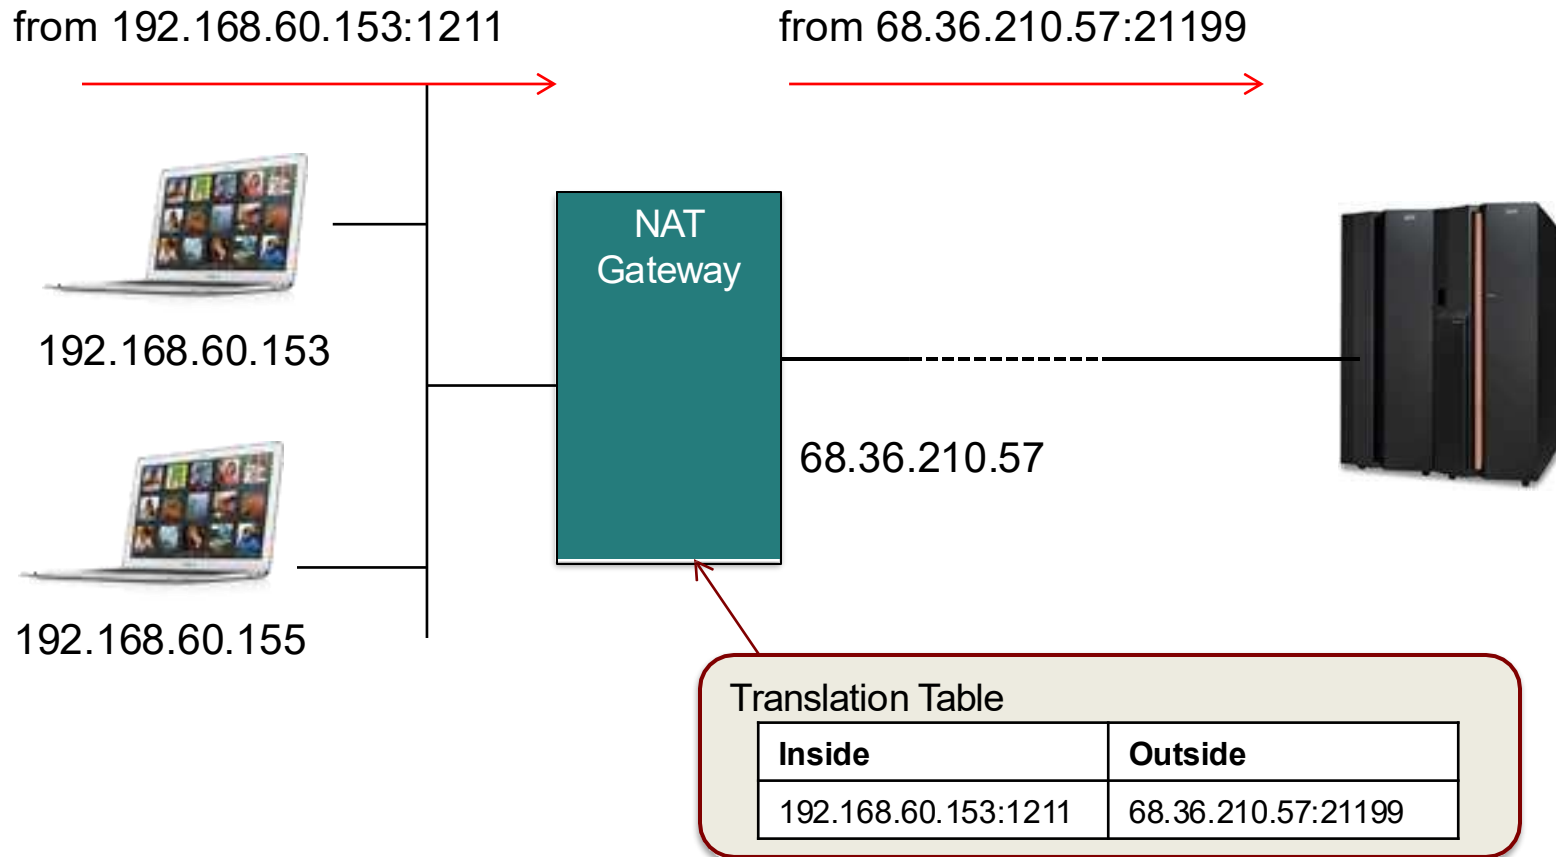 from 192.168.60.153:1211
from 68.36.210.57:21199
NAT
Gateway
192.168.60.153
68.36.210.57
192.168.60.155
Translation Table
Inside
Outside
192.168.60.153:1211
68.36.210.57:21199